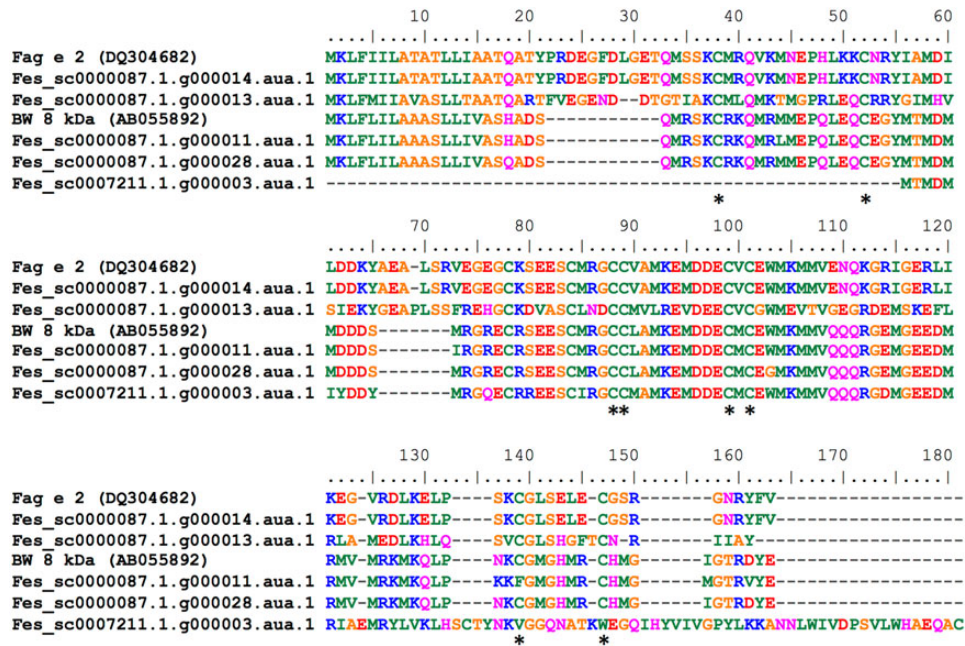 10 20 30 40 50 60
....|....|....|....|....|....|....|....|....|....|....|....|
Fag e 2 (DQ304682) MKLFIILATATLLIAATQATYPRDEGFDLGETQMSSKCMRQVKMNEPHLKKCNRYIAMDI
Fes_sc0000087.1.g000014.aua.1 MKLFIILATATLLIAATQATYPRDEGFDLGETQMSSKCMRQVKMNEPHLKKCNRYIAMDI
Fes_sc0000087.1.g000013.aua.1 MKLFMIIAVASLLTAATQARTFVEGEND--DTGTIAKCMLQMKTMGPRLEQCRRYGIMHV
BW 8 kDa (AB055892) MKLFLILAAASLLIVASHADS-----------QMRSKCRKQMRMMEPQLEQCEGYMTMDM
Fes_sc0000087.1.g000011.aua.1 MKLFLILAAASLLIVASQADS-----------QMRSKCRKQMRLMEPQLEQCEGYMTMDM
Fes_sc0000087.1.g000028.aua.1 MKLFLILAAASLLIVASQADS-----------QMRSKCRKQMRMMEPQLEQCEGYMTMDM
Fes_sc0007211.1.g000003.aua.1 -------------------------------------------------------MTMDM
* *
70 80 90 100 110 120
....|....|....|....|....|....|....|....|....|....|....|....|
Fag e 2 (DQ304682) LDDKYAEA-LSRVEGEGCKSEESCMRGCCVAMKEMDDECVCEWMKMMVENQKGRIGERLI
Fes_sc0000087.1.g000014.aua.1 LDDKYAEA-LSRVEGEGCKSEESCMRGCCVAMKEMDDECVCEWMKMMVENQKGRIGERLI
Fes_sc0000087.1.g000013.aua.1 SIEKYGEAPLSSFREHGCKDVASCLNDCCMVLREVDEECVCGWMEVTVGEGRDEMSKEFL
BW 8 kDa (AB055892) MDDDS-------MRGRECRSEESCMRGCCLAMKEMDDECMCEWMKMMVQQQRGEMGEEDM
Fes_sc0000087.1.g000011.aua.1 MDDDS-------IRGRECRSEESCMRGCCLAMKEMDDECMCEWMKMMVQQQRGEMGEEDM
Fes_sc0000087.1.g000028.aua.1 MDDDS-------MRGRECRSEESCMRGCCLAMKEMDDECMCEWMKMMVQQQRGEMGEEDM
Fes_sc0007211.1.g000003.aua.1 IYDDY-------MRGQECRREESCIRGCCMAMKEMDDECMCEWMKMMVQQQRGDMGEEDM
** * *
130 140 150 160 170 180
....|....|....|....|....|....|....|....|....|....|....|....|.
Fag e 2 (DQ304682) KEG-VRDLKELP----SKCGLSELE-CGSR-------GNRYFV------------------
Fes_sc0000087.1.g000014.aua.1 KEG-VRDLKELP----SKCGLSELE-CGSR-------GNRYFV------------------
Fes_sc0000087.1.g000013.aua.1 RLA-MEDLKHLQ----SVCGLSHGFTCN-R-------IIAY--------------------
BW 8 kDa (AB055892) RMV-MRKMKQLP----NKCGMGHMR-CHMG------IGTRDYE------------------
Fes_sc0000087.1.g000011.aua.1 RMV-MRKMKQLP----KKFGMGHMR-CHMG------MGTRVYE------------------
Fes_sc0000087.1.g000028.aua.1 RMV-MRKMKQLP----NKCGMGHMR-CHMG------IGTRDYE------------------
Fes_sc0007211.1.g000003.aua.1 RIAEMRYLVKLHSCTYNKVGGQNATKWEGQIHYVIVGPYLKKANNLWIVDPSVLWHAEQAC
* *